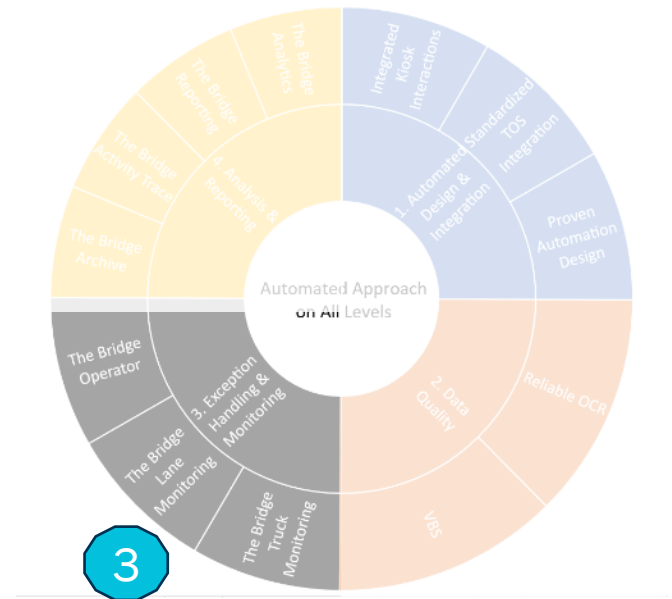 Automated Approach
on All Levels
1. Automated
Design &
Integration
Integrated
Kiosk
Interactions
Standardized
TOS
Integration
Proven
Automation
Design
2. Data
Quality
Reliable OCR
VBS
3. Exception
Handling &
Monitoring
The Bridge
Truck
Monitoring
The Bridge
Lane
Monitoring
The Bridge
Operator
4. Analysis &
Reporting
The Bridge
Archive
The Bridge
Activity Trace
The Bridge
Reporting
The Bridge
Analytics
3